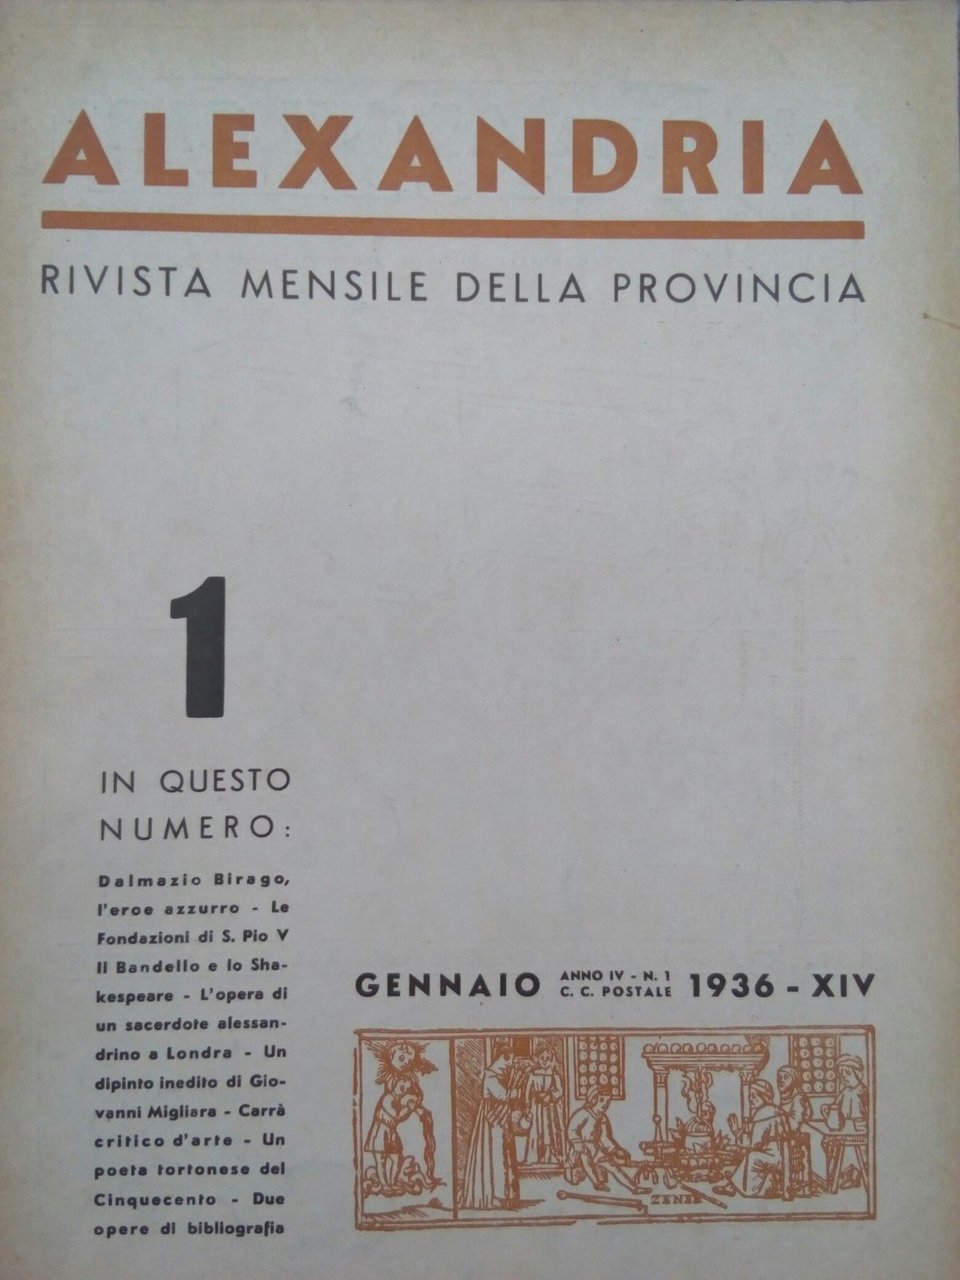 ALEXANDRIA
RIVISTA MENSILE DELLA PROVINCIA
1
IN QUESTO
NUMERO:
Dalmazio Birago,
l'eroe azzurro - Le
Fondazioni di S. Pio V
Il Bandello e lo Sha-
kespeare - L'opera di
un sacerdote alessan-
drino a Londra - Un
dipinto inedito di Gio-
vanni Migliara - Carrà
critico d'arte - Un
poeta tortonese del
Cinquecento - Due
opere di bibliografia
GENNAIO ANNO IV - N. 1 1936 - XIV
C. C. POSTALE